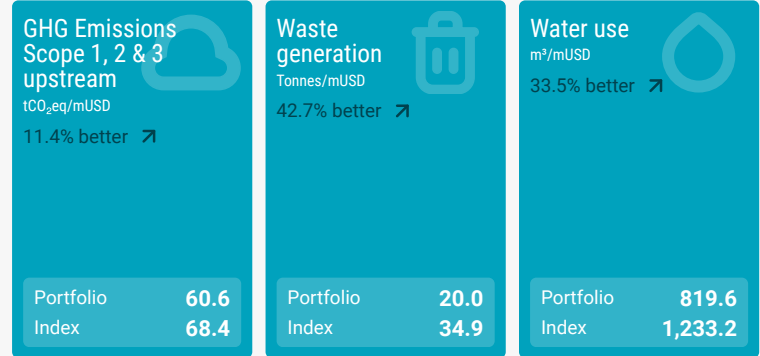 GHG Emissions
Scope 1, 2 & 3
upstream
tCO₂eq/mUSD
11.4% better
Portfolio 60.6
Index 68.4
Waste
generation
Tonnes/mUSD
42.7% better
Portfolio 20.0
Index 34.9
Water use
m³/mUSD
33.5% better
Portfolio 819.6
Index 1,233.2